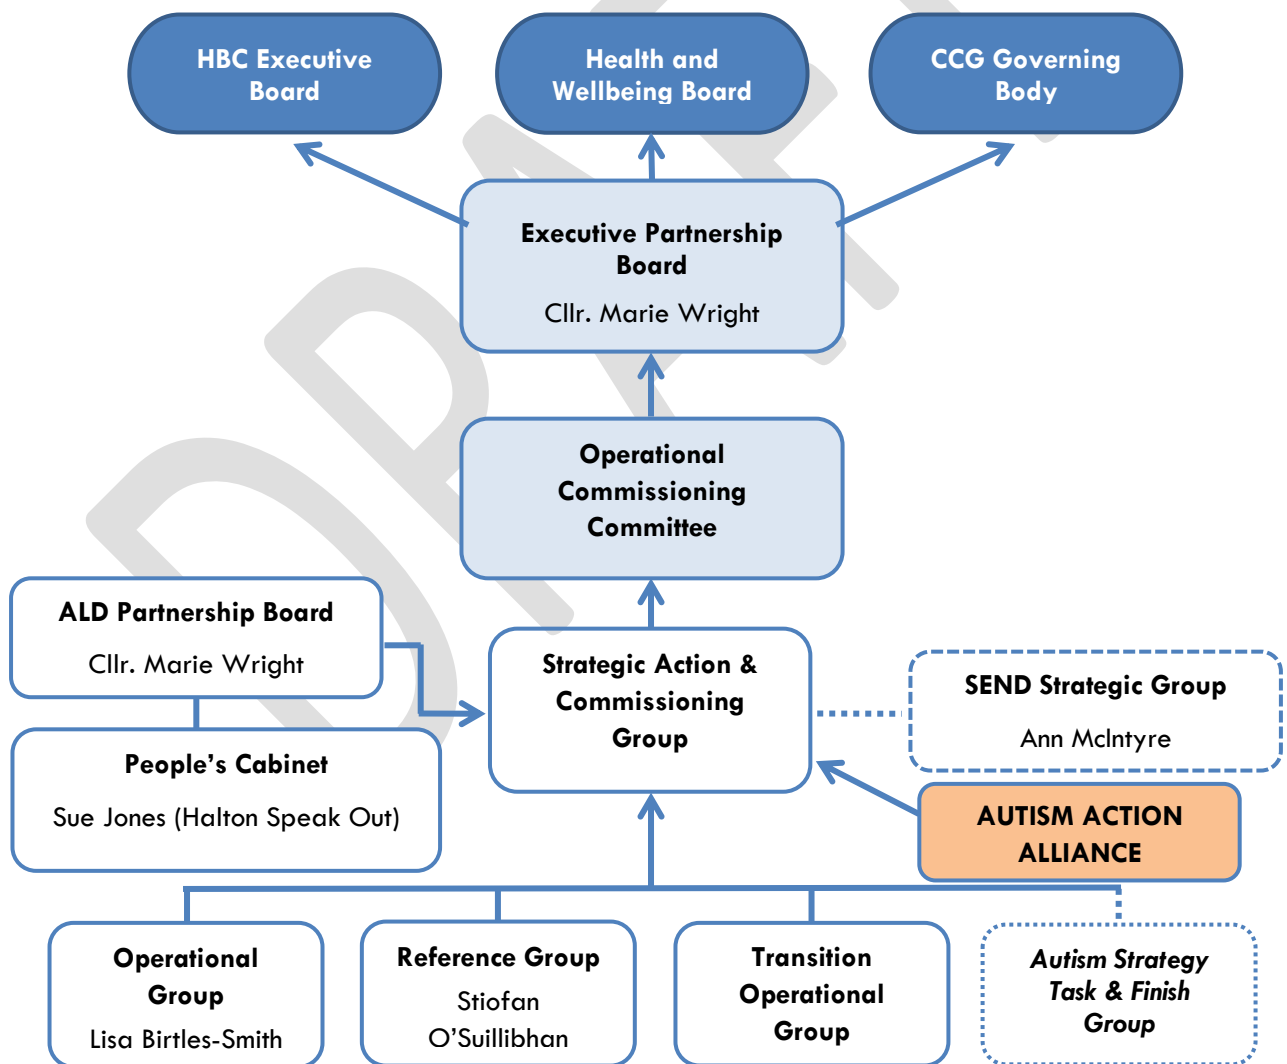 HBC Executive
Board
Health and
Wellbeing Board
CCG Governing
Body
Executive Partnership
Board
Cllr. Marie Wright
Operational
Commissioning
Committee
ALD Partnership Board
Cllr. Marie Wright
Strategic Action &
Commissioning
Group
SEND Strategic Group
Ann McIntyre
People's Cabinet
Sue Jones (Halton Speak Out)
AUTISM ACTION
ALLIANCE
Operational
Group
Lisa Birtles-Smith
Reference Group
Stiofan
O'Suillibhan
Transition
Operational
Group
Autism Strategy
Task & Finish
Group
DRAFT